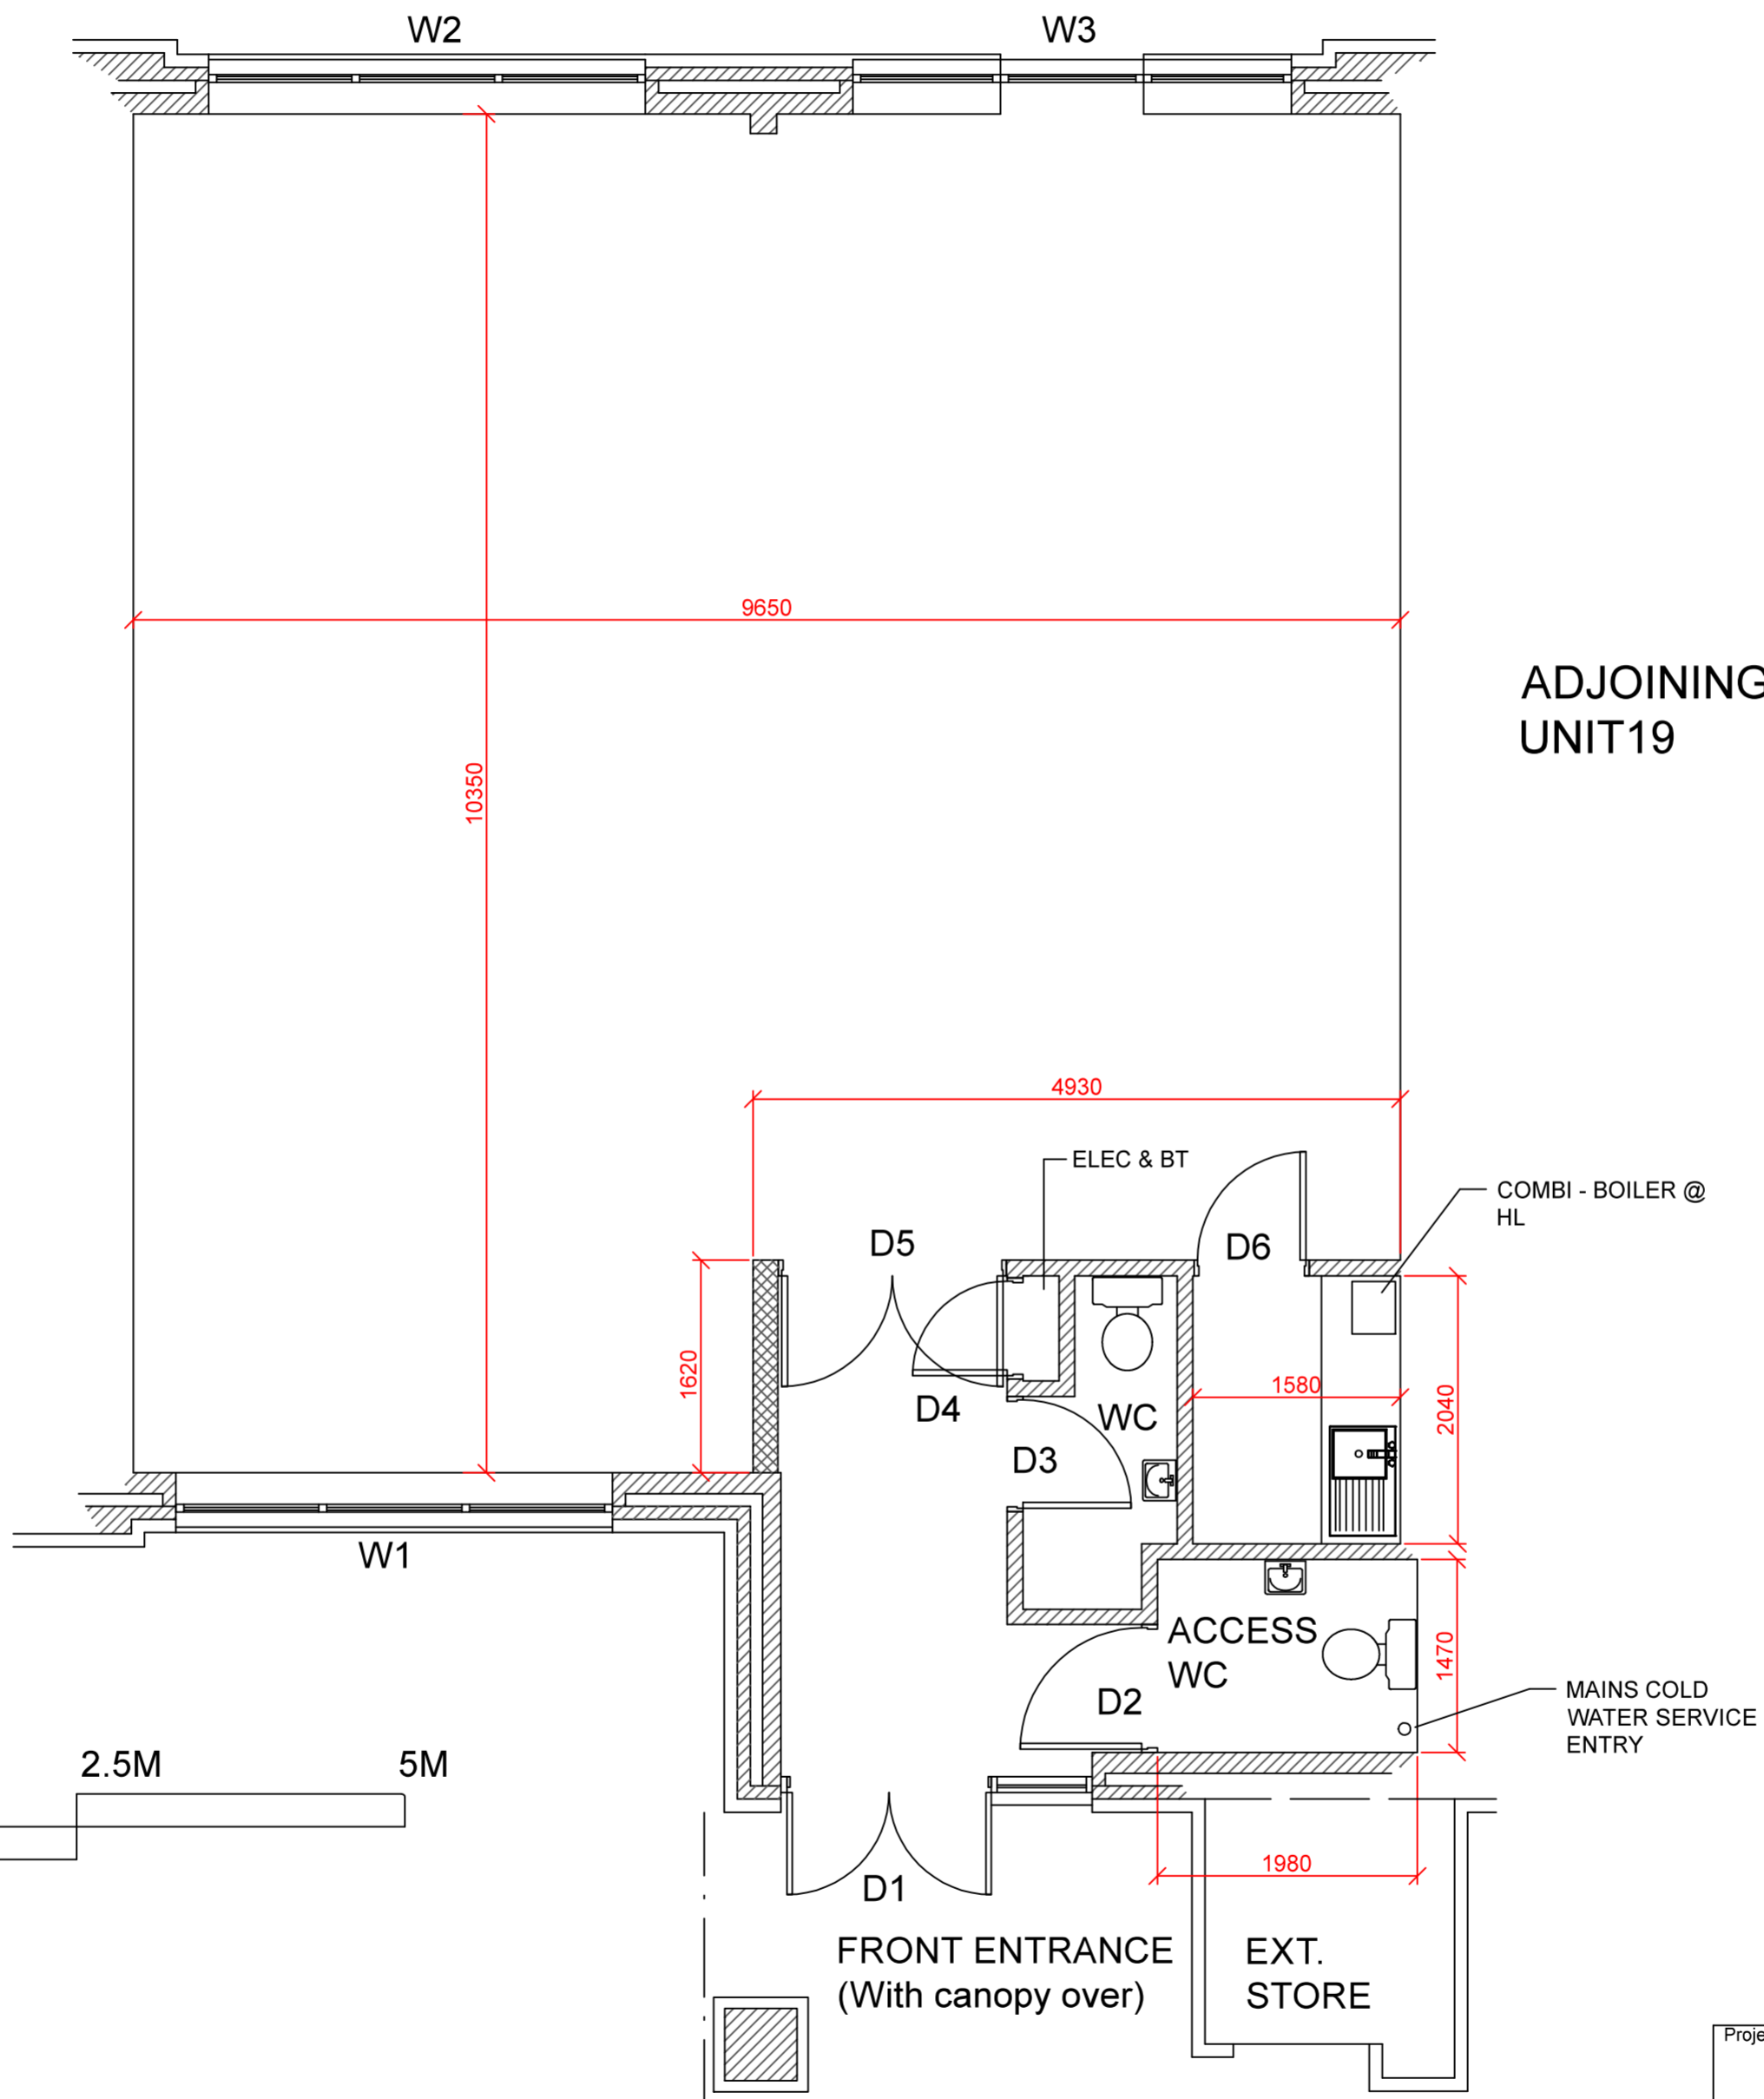 W2
W3
9650
ADJOINING
UNIT19
10350
4930
ELEC & BT
COMBI - BOILER @
HL
D5
D6
1620
1580
2040
D4
WC
D3
W1
ACCESS
WC
1470
D2
MAINS COLD
WATER SERVICE
ENTRY
2.5M
5M
1980
D1
FRONT ENTRANCE
(With canopy over)
EXT.
STORE
Proje